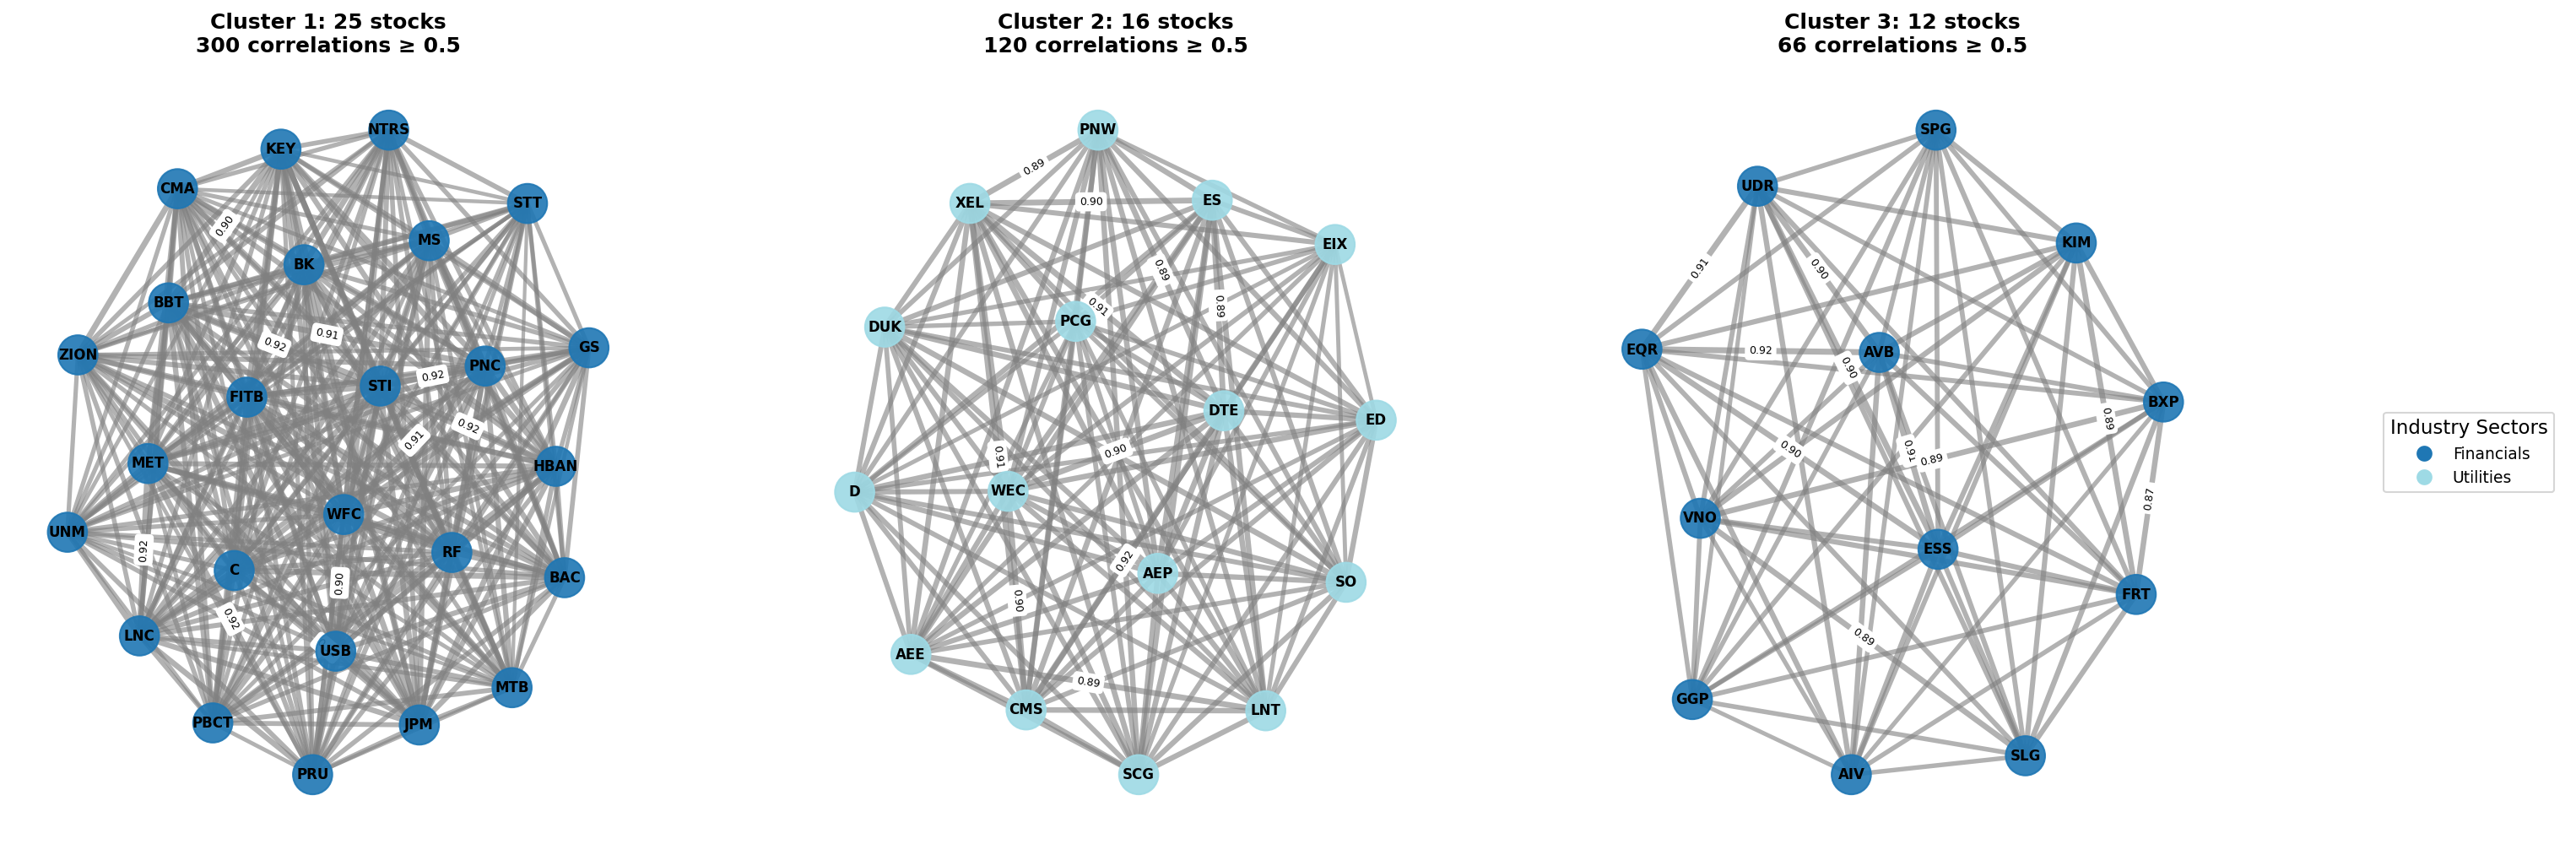 Cluster 1: 25 stocks
300 correlations ≥ 0.5
NTRS
KEY
CMA
STT
0.90
MS
BK
BBT
0.91
0.92
GS
ZION
PNC
0.92
STI
FITB
0.92
0.91
MET
HBAN
WFC
UNM
0.92
RF
C
BAC
0.90
0.92
LNC
USB
MTB
PBCT
JPM
PRU
Cluster 2: 16 stocks
120 correlations ≥ 0.5
PNW
0.89
XEL
0.90
ES
EIX
0.89
0.91
0.89
PCG
DUK
DTE
ED
0.90
0.91
D
WEC
0.92
AEP
SO
0.90
AEE
0.89
CMS
LNT
SCG
Cluster 3: 12 stocks
66 correlations ≥ 0.5
SPG
UDR
KIM
0.91
0.90
EQR
0.92
AVB
0.90
BXP
0.89
0.90
0.91
0.89
0.87
VNO
ESS
FRT
0.89
GGP
SLG
AIV
Industry Sectors
Financials
Utilities